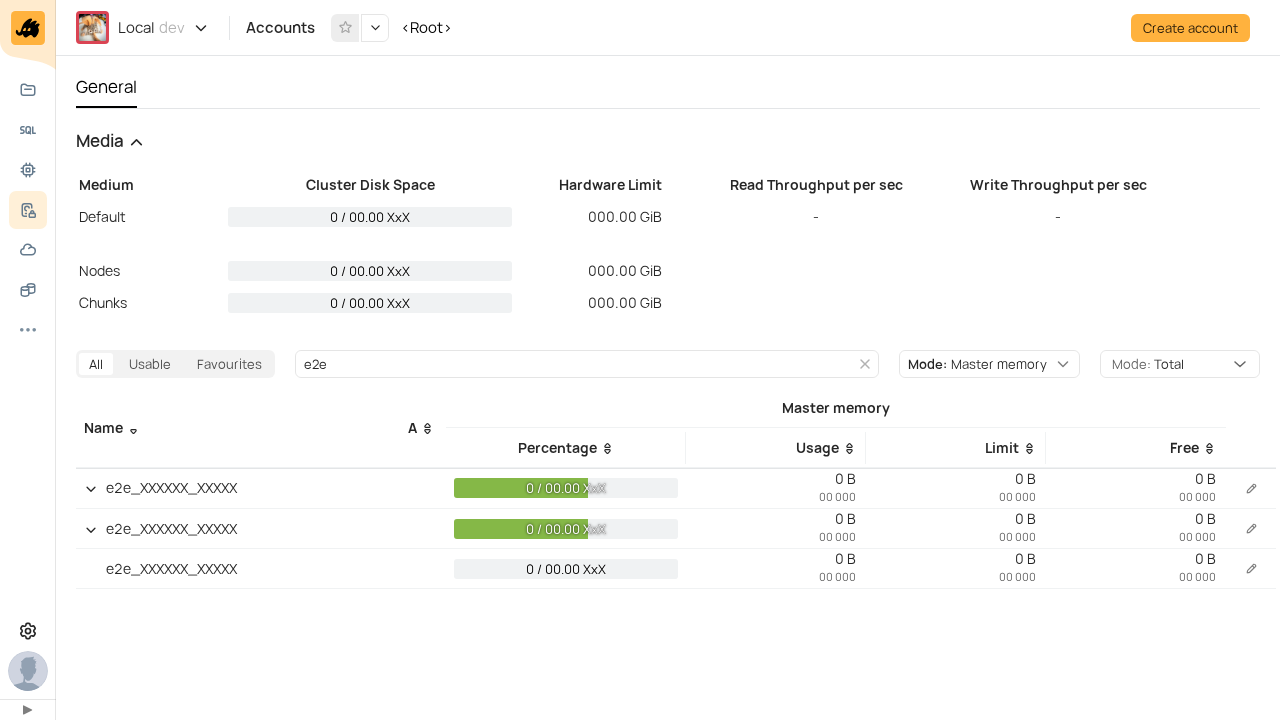 Local dev
Accounts
<Root>
Create account
SQL
General
Media
Medium Cluster Disk Space Hardware Limit Read Throughput per sec Write Throughput per sec
Default 0 / 00.00 XxX 000.00 GiB - -
Nodes 0 / 00.00 XxX 000.00 GiB
Chunks 0 / 00.00 XxX 000.00 GiB
All Usable Favourites e2e Mode: Master memory Mode: Total
Master memory
Name A
Percentage Usage Limit Free
e2e_XXXXXX_XXXXX 0 / 00.00 XxX 0 B 0 B 0 B
00 000 00 000 00 000
e2e_XXXXXX_XXXXX 0 / 00.00 XxX 0 B 0 B 0 B
00 000 00 000 00 000
e2e_XXXXXX_XXXXX 0 / 00.00 XxX 0 B 0 B 0 B
00 000 00 000 00 000